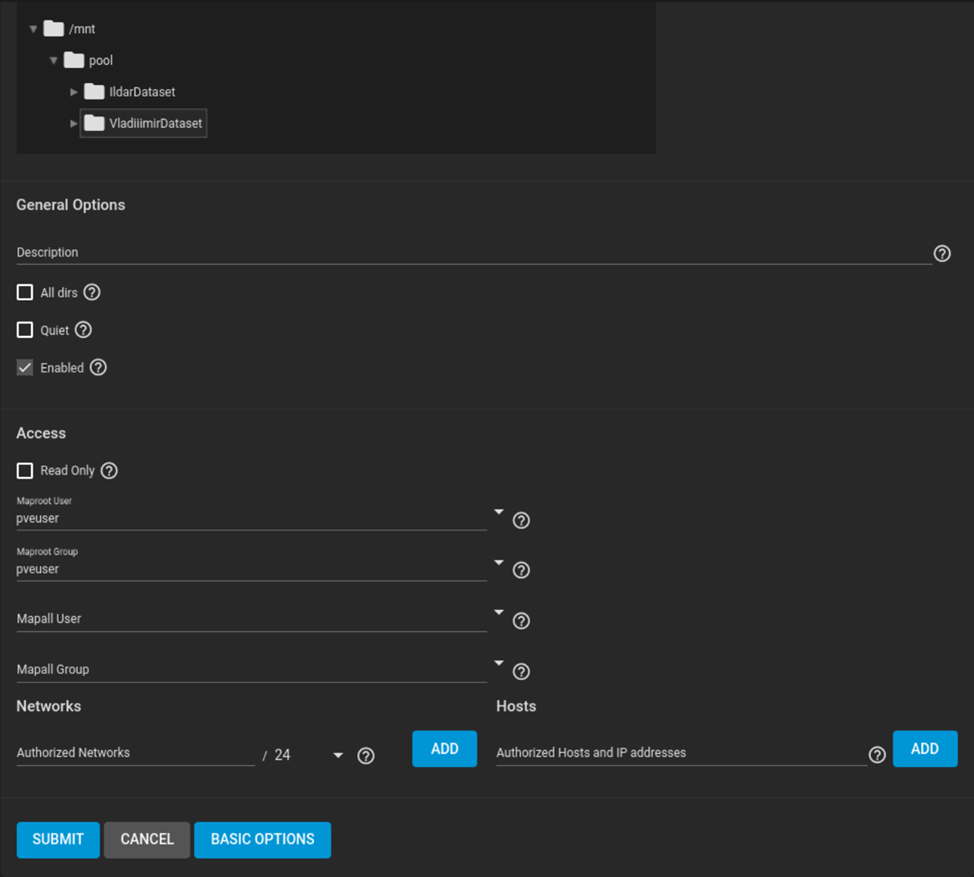 /mnt
pool
IldarDataset
VladiiimirDataset
General Options
Description
All dirs
Quiet
Enabled
Access
Read Only
Maproot User
pveuser
Maproot Group
pveuser
Mapall User
Mapall Group
Networks
Hosts
Authorized Networks / 24 ADD
Authorized Hosts and IP addresses ADD
SUBMIT CANCEL BASIC OPTIONS